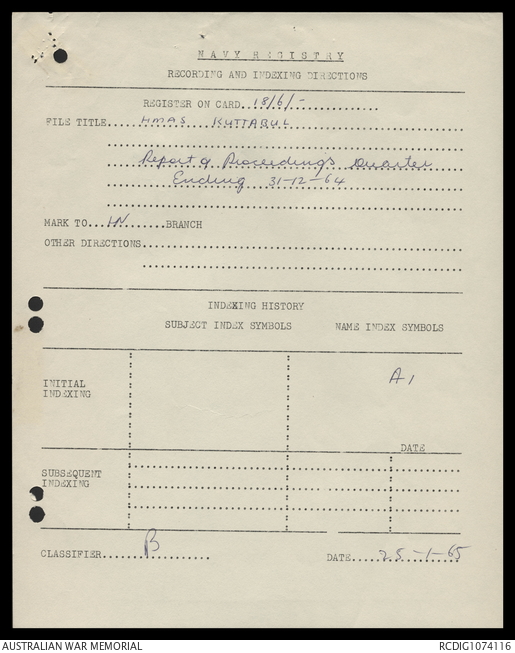 NAVY REGISTRY
RECORDING AND INDEXING DIRECTIONS
REGISTER ON CARD 18/6/-
FILE TITLE HMAS KUTTABUL
Report of Proceedings Quarter
Ending 31-12-64
MARK TO BRANCH
OTHER DIRECTIONS
INDEXING HISTORY
SUBJECT INDEX SYMBOLS NAME INDEX SYMBOLS
INITIAL
INDEXING
A1
DATE
SUBSEQUENT
INDEXING
CLASSIFIER B DATE 25-1-65
AUSTRALIAN WAR MEMORIAL RCDIG1074116